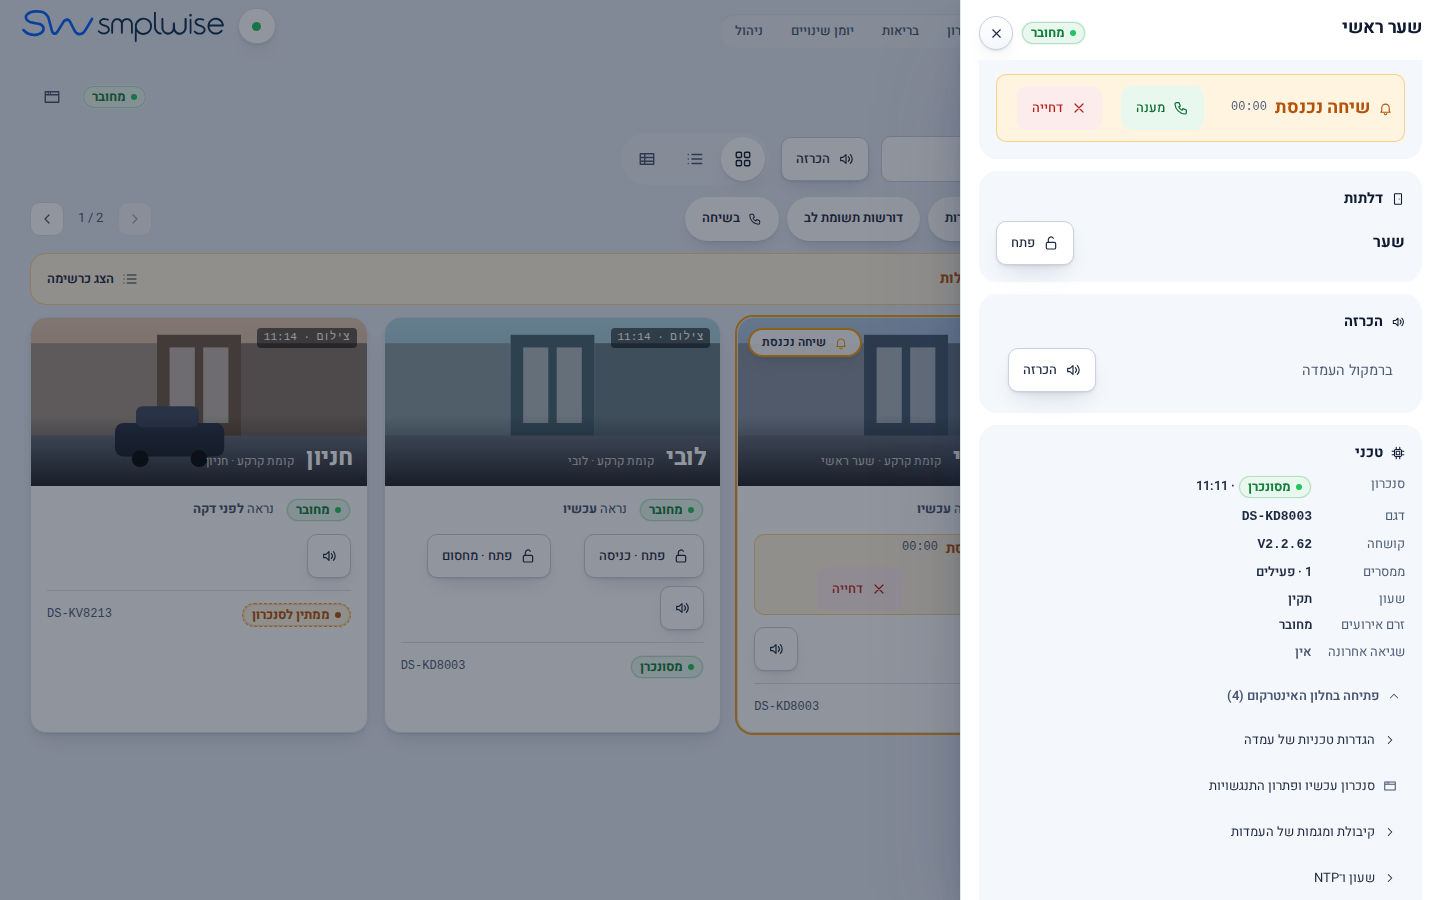 smplwise
ניהול
יומן שינויים
בריאות
מחובר
הכרזה
בשיחה
דורשות תשומת לב
1 / 2
הצג כרשימה
צילום · 11:14
חניון
קומת קרקע · חניון
מחובר
נראה לפני דקה
ממתין לסנכרון
DS-KV8213
צילום · 11:14
לובי
קומת קרקע · לובי
מחובר
נראה עכשיו
פתח · כניסה
פתח · מחסום
מסונכרן
DS-KD8003
שיחה נכנסת
קומת קרקע · שער ראשי
עכשיו
00:00
דחייה
DS-KD8003
שער ראשי
מחובר
שיחה נכנסת
00:00
מענה
דחייה
דלתות
שער
פתח
הכרזה
ברמקול העמדה
הכרזה
טכני
סנכרון מסונכרן · 11:11
דגם DS-KD8003
קושחה V2.2.62
ממסרים 1 · פעילים
שעון תקין
זרם אירועים מחובר
שגיאה אחרונה אין
פתיחה בחלון האינטרקום (4)
הגדרות טכניות של עמדה
סנכרון עכשיו ופתרון התנגשויות
קיבולת ומגמות של העמדות
שעון ו־NTP